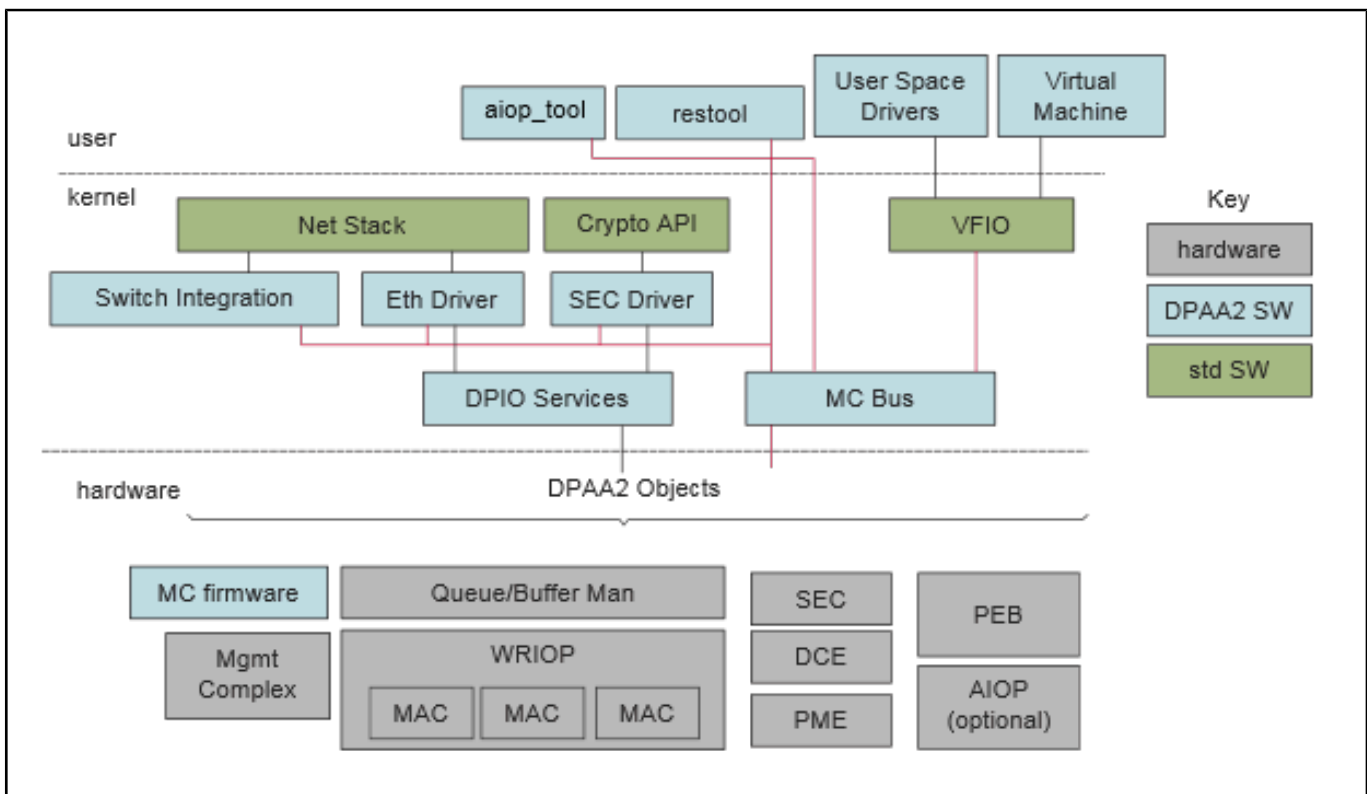 aiop_tool
restool
User Space
Drivers
Virtual
Machine
user
kernel
Net Stack
Crypto API
VFIO
Key
hardware
Switch Integration
Eth Driver
SEC Driver
DPAA2 SW
DPIO Services
MC Bus
std SW
hardware
DPAA2 Objects
MC firmware
Queue/Buffer Man
SEC
PEB
Mgmt
Complex
WRIOP
DCE
MAC
MAC
MAC
PME
AIOP
(optional)